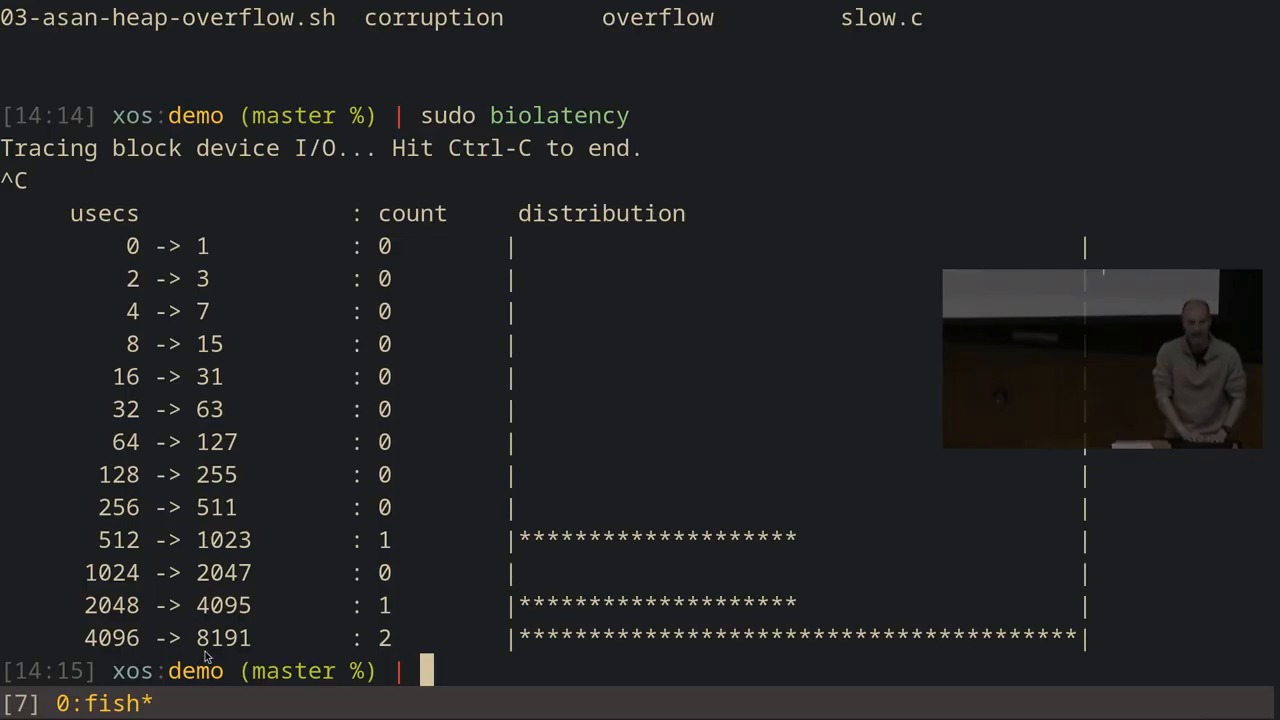 03-asan-heap-overflow.sh  corruption       overflow         slow.c
[14:14] xos:demo (master %) | sudo biolatency
Tracing block device I/O... Hit Ctrl-C to end.
^C
     usecs               : count     distribution
         0 -> 1          : 0        |                                        |
         2 -> 3          : 0        |                                        |
         4 -> 7          : 0        |                                        |
         8 -> 15         : 0        |                                        |
        16 -> 31         : 0        |                                        |
        32 -> 63         : 0        |                                        |
        64 -> 127        : 0        |                                        |
       128 -> 255        : 0        |                                        |
       256 -> 511        : 0        |                                        |
       512 -> 1023       : 1        |********************                    |
      1024 -> 2047       : 0        |                                        |
      2048 -> 4095       : 1        |********************                    |
      4096 -> 8191       : 2        |****************************************|
[14:15] xos:demo (master %) |
[7] 0:fish*